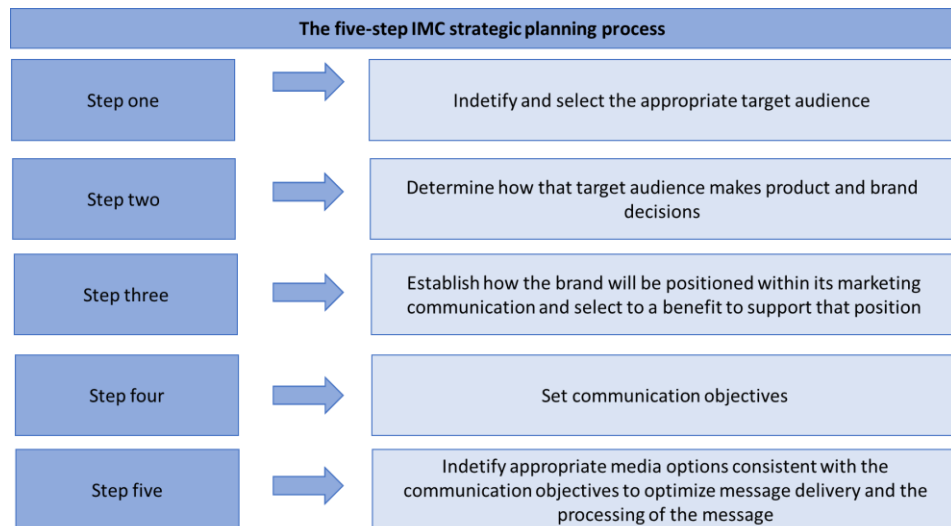 The five-step IMC strategic planning process
Step one
Indetify and select the appropriate target audience
Step two
Determine how that target audience makes product and brand
decisions
Step three
Establish how the brand will be positioned within its marketing
communication and select to a benefit to support that position
Step four
Set communication objectives
Step five
Indetify appropriate media options consistent with the
communication objectives to optimize message delivery and the
processing of the message